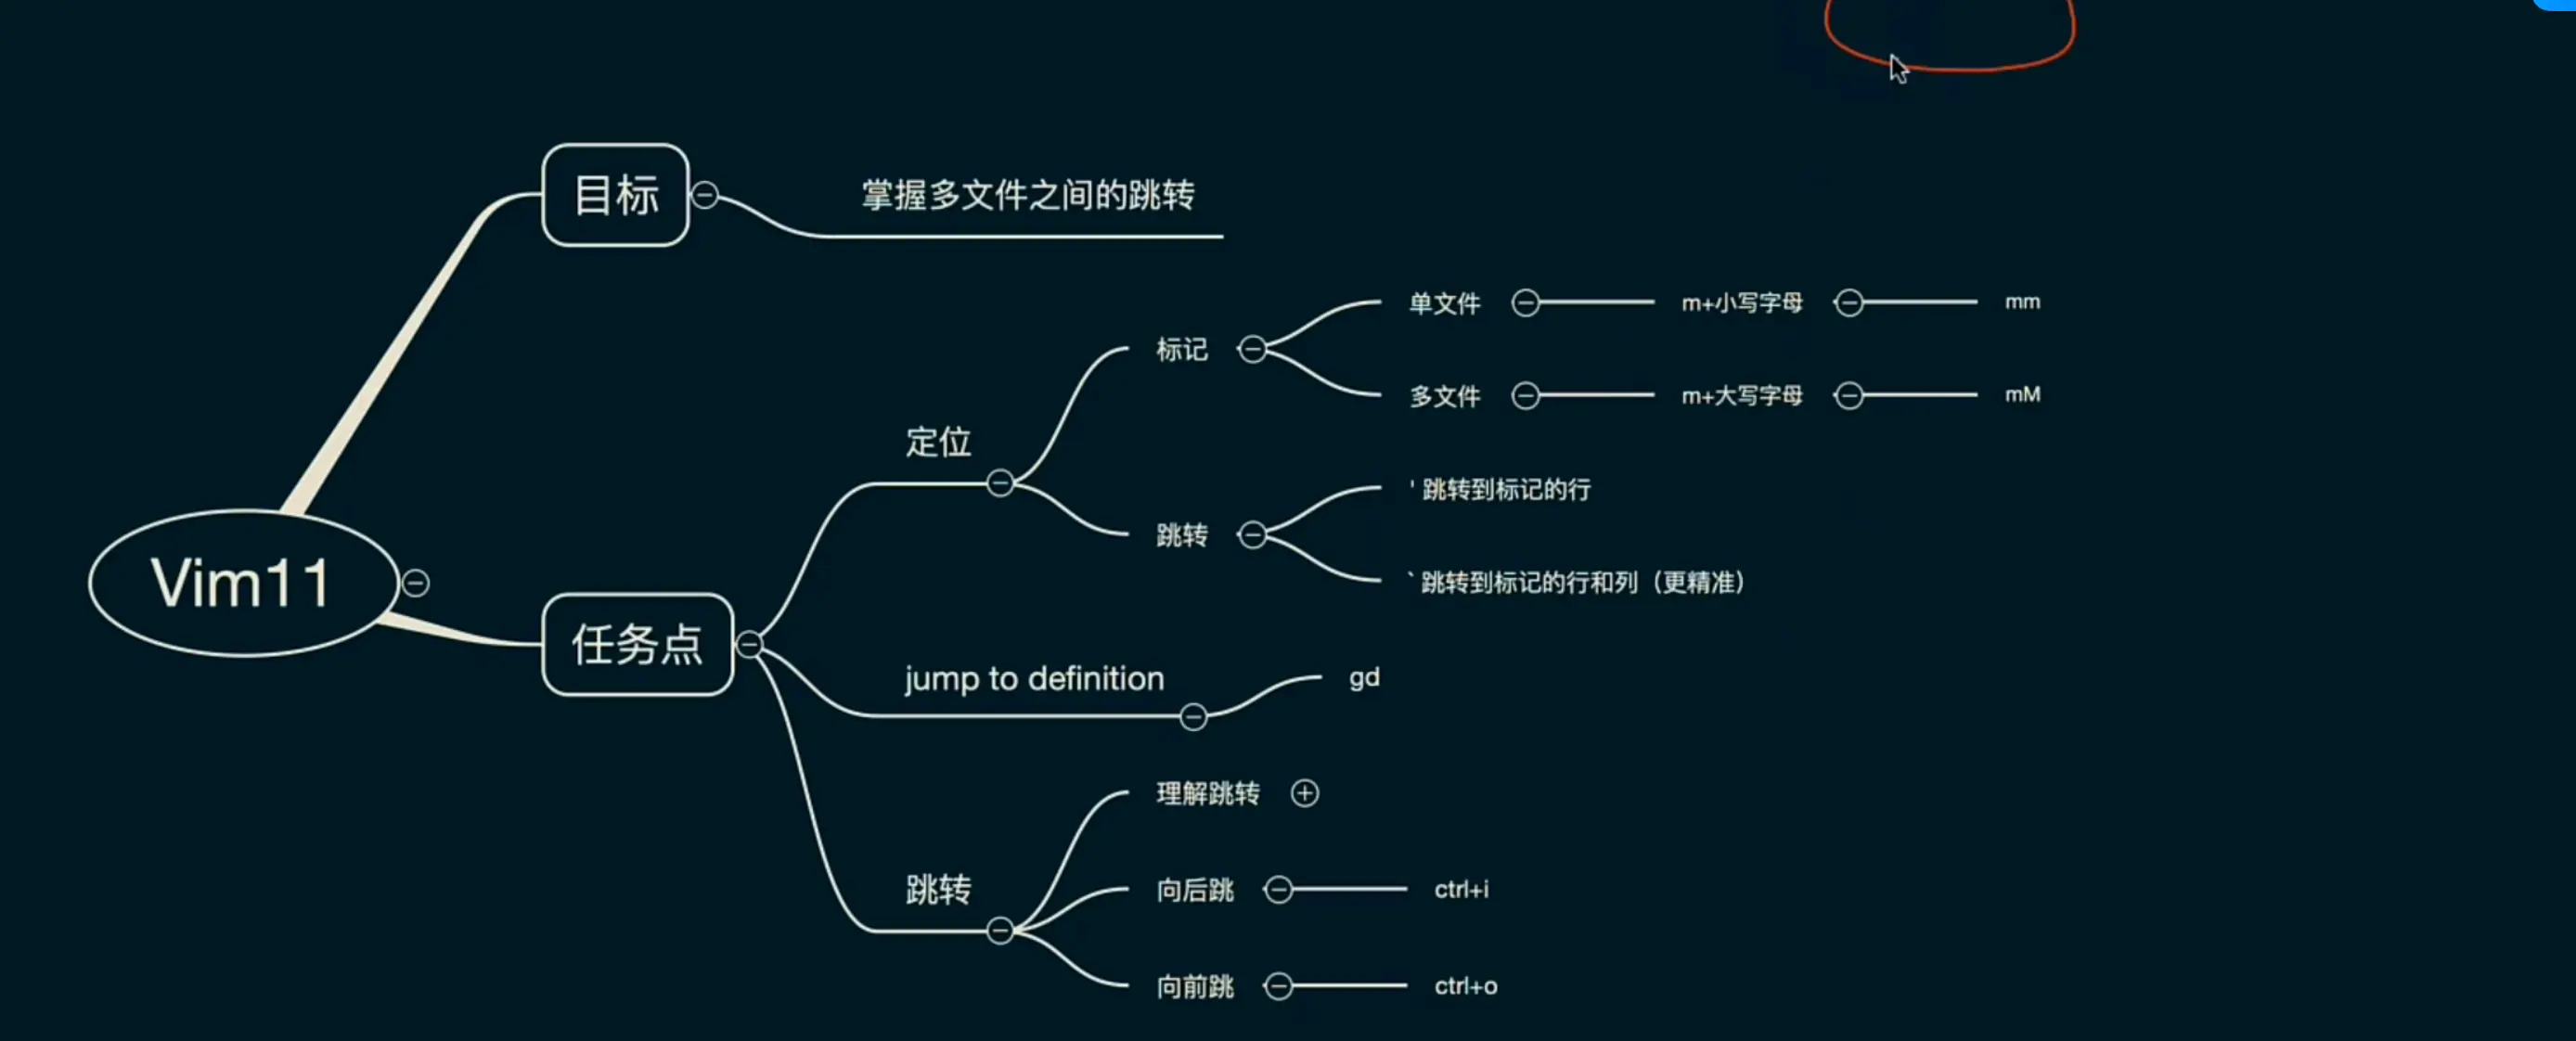 目标
掌握多文件之间的跳转
单文件 m+小写字母 mm
标记
多文件 m+大写字母 mM
定位
' 跳转到标记的行
跳转
` 跳转到标记的行和列（更精准）
Vim11
任务点
jump to definition gd
理解跳转
跳转
向后跳 ctrl+i
向前跳 ctrl+o